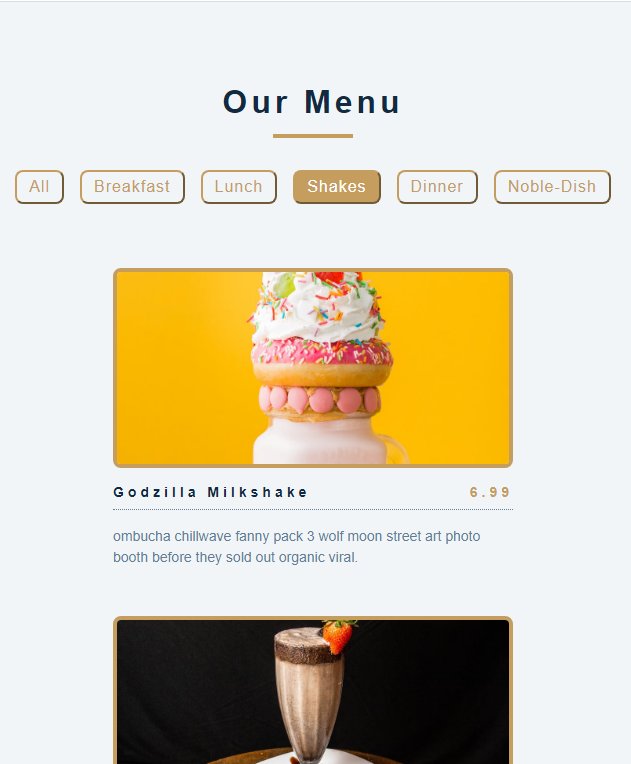 Our Menu
All Breakfast Lunch Shakes Dinner Noble-Dish
Godzilla Milkshake 6.99
ombucha chillwave fanny pack 3 wolf moon street art photo
booth before they sold out organic viral.